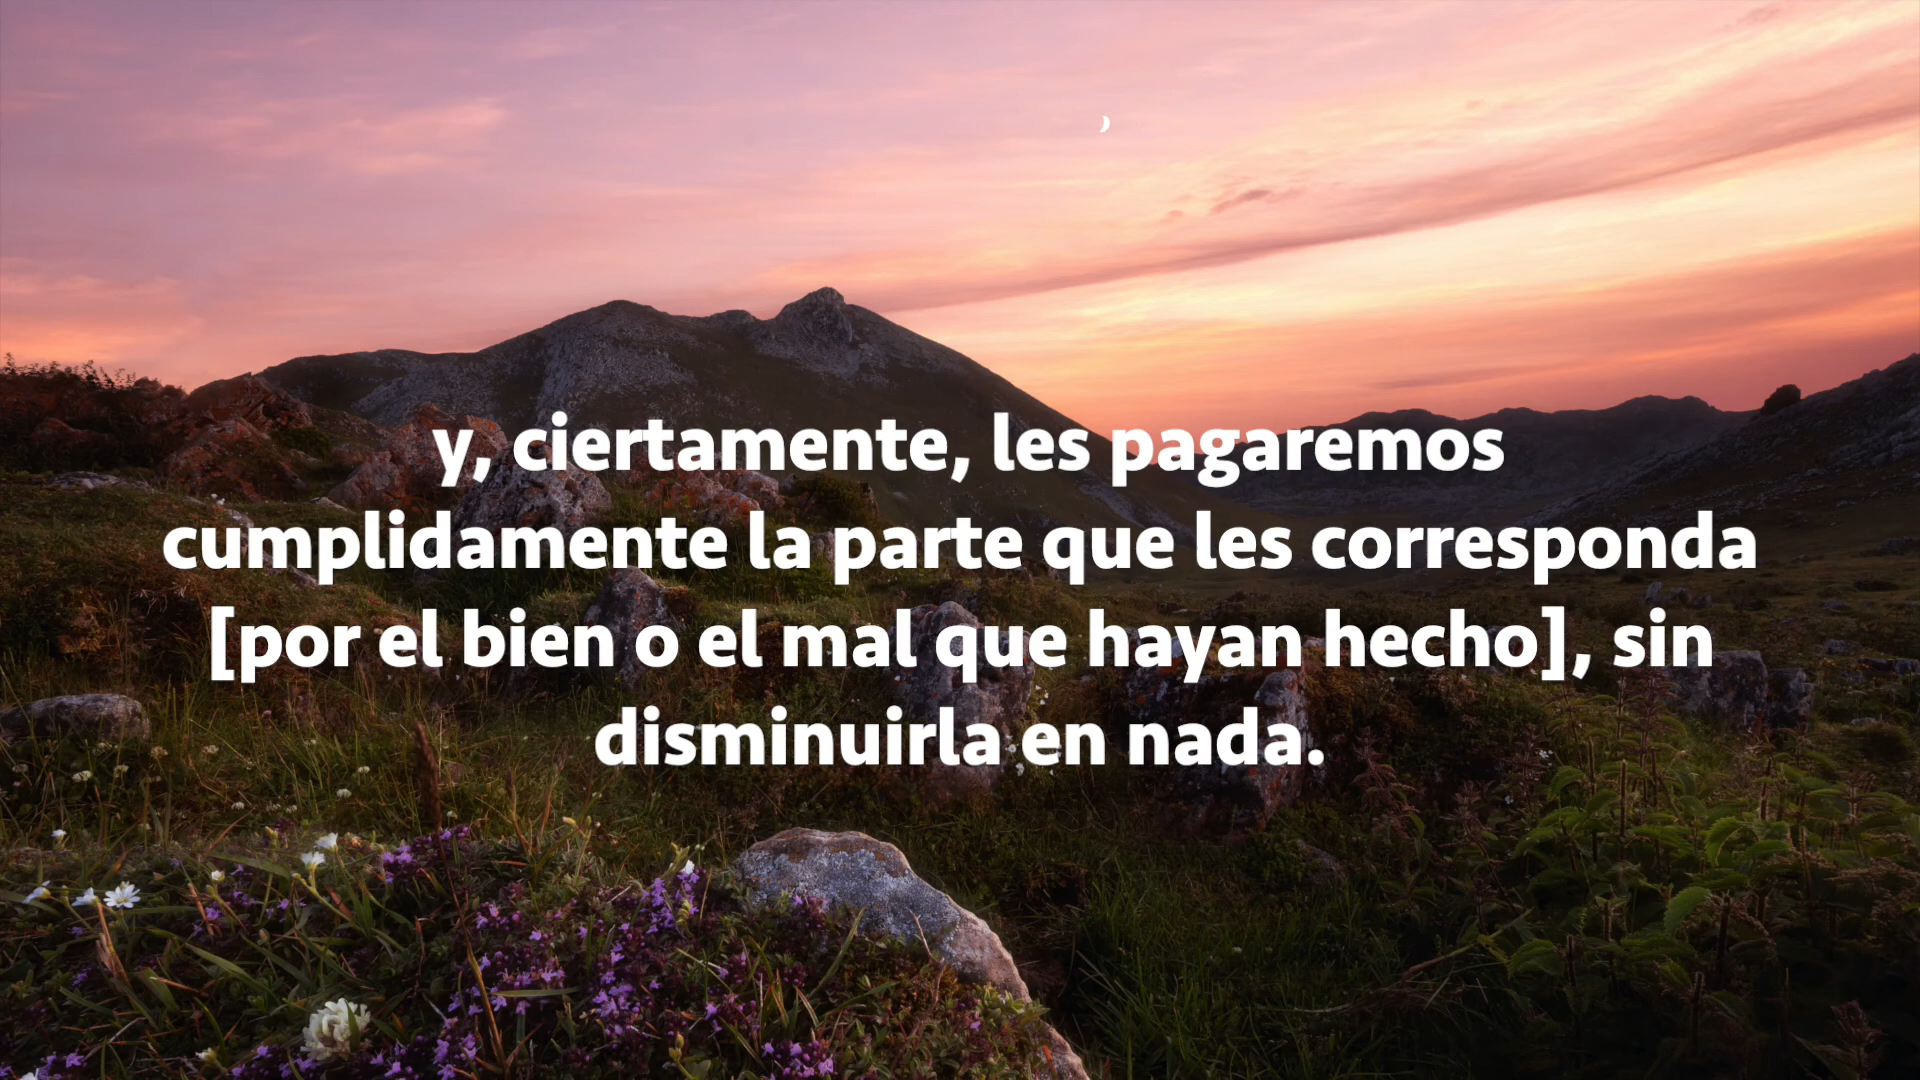 y, ciertamente, les pagaremos
cumplidamente la parte que les corresponda
[por el bien o el mal que hayan hecho], sin
disminuirla en nada.